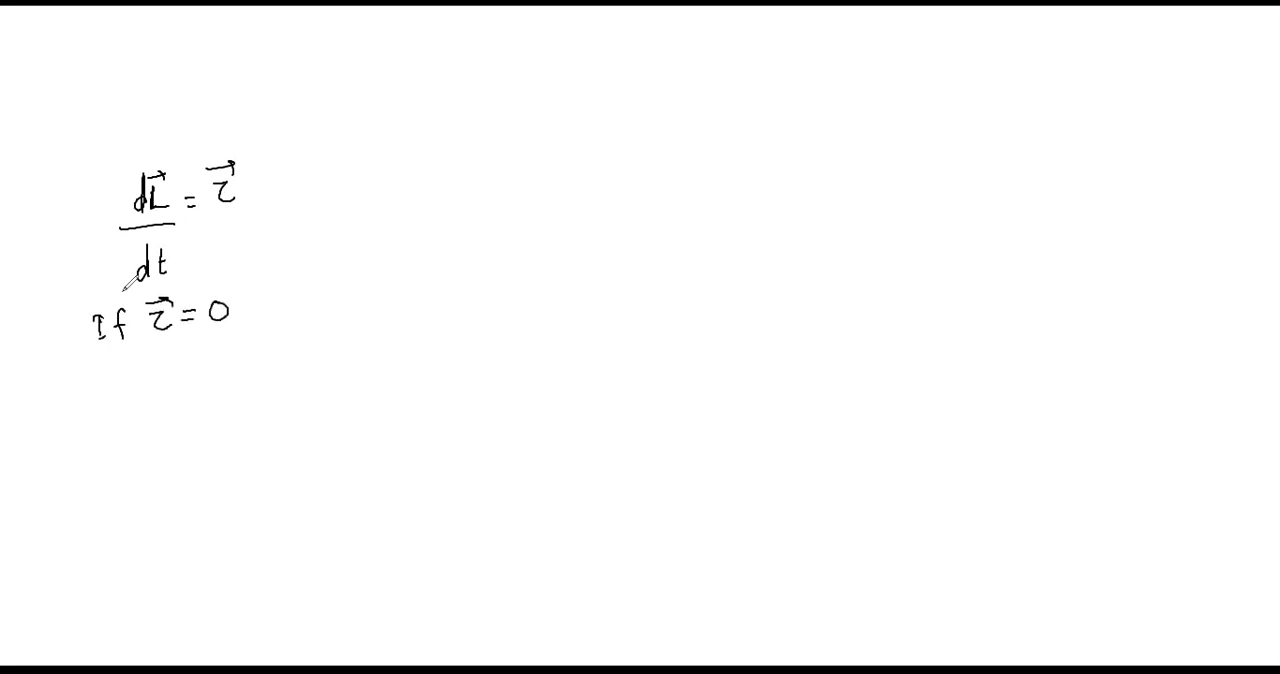 dL⃗/dt = τ⃗
If τ⃗ = 0